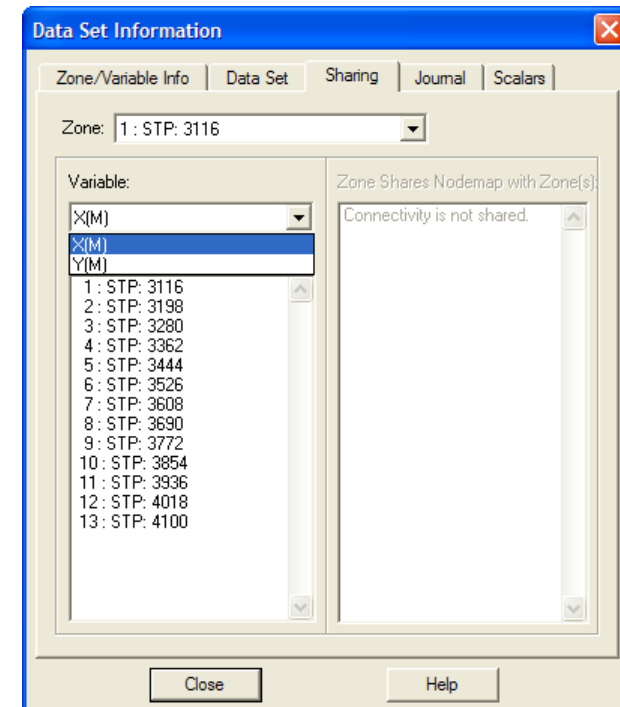 Data Set Information
Zone/Variable Info Data Set Sharing Journal Scalars
Zone: 1 : STP: 3116
Variable:
X(M)
X(M)
Y(M)
1 : STP: 3116
2 : STP: 3198
3 : STP: 3280
4 : STP: 3362
5 : STP: 3444
6 : STP: 3526
7 : STP: 3608
8 : STP: 3690
9 : STP: 3772
10 : STP: 3854
11 : STP: 3936
12 : STP: 4018
13 : STP: 4100
Zone Shares Nodemap with Zone(s):
Connectivity is not shared.
Close Help